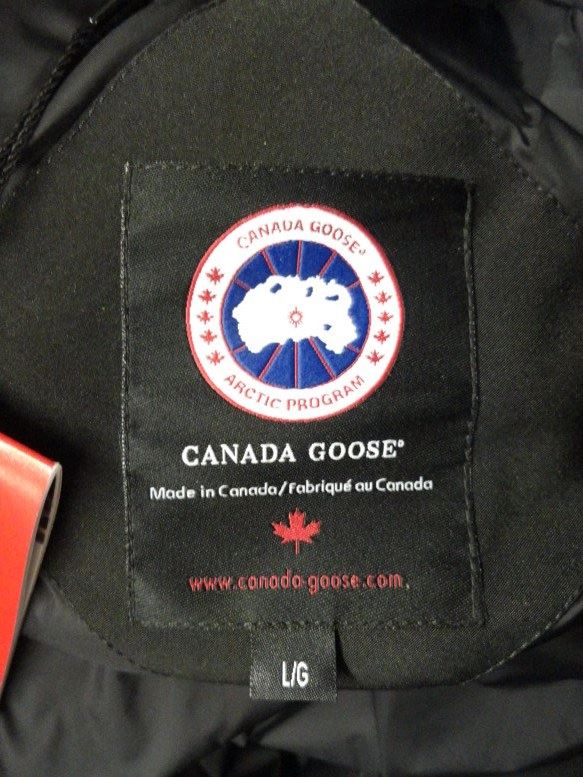 CANADA GOOSE®
ARCTIC PROGRAM
CANADA GOOSE®
Made in Canada/Fabriqué au Canada
www.canada-goose.com
L/G